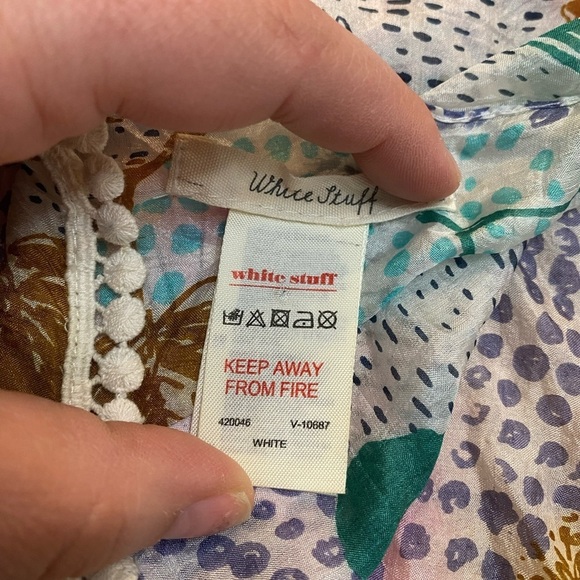 White Stuff
white stuff
KEEP AWAY
FROM FIRE
420046 V-10687
WHITE